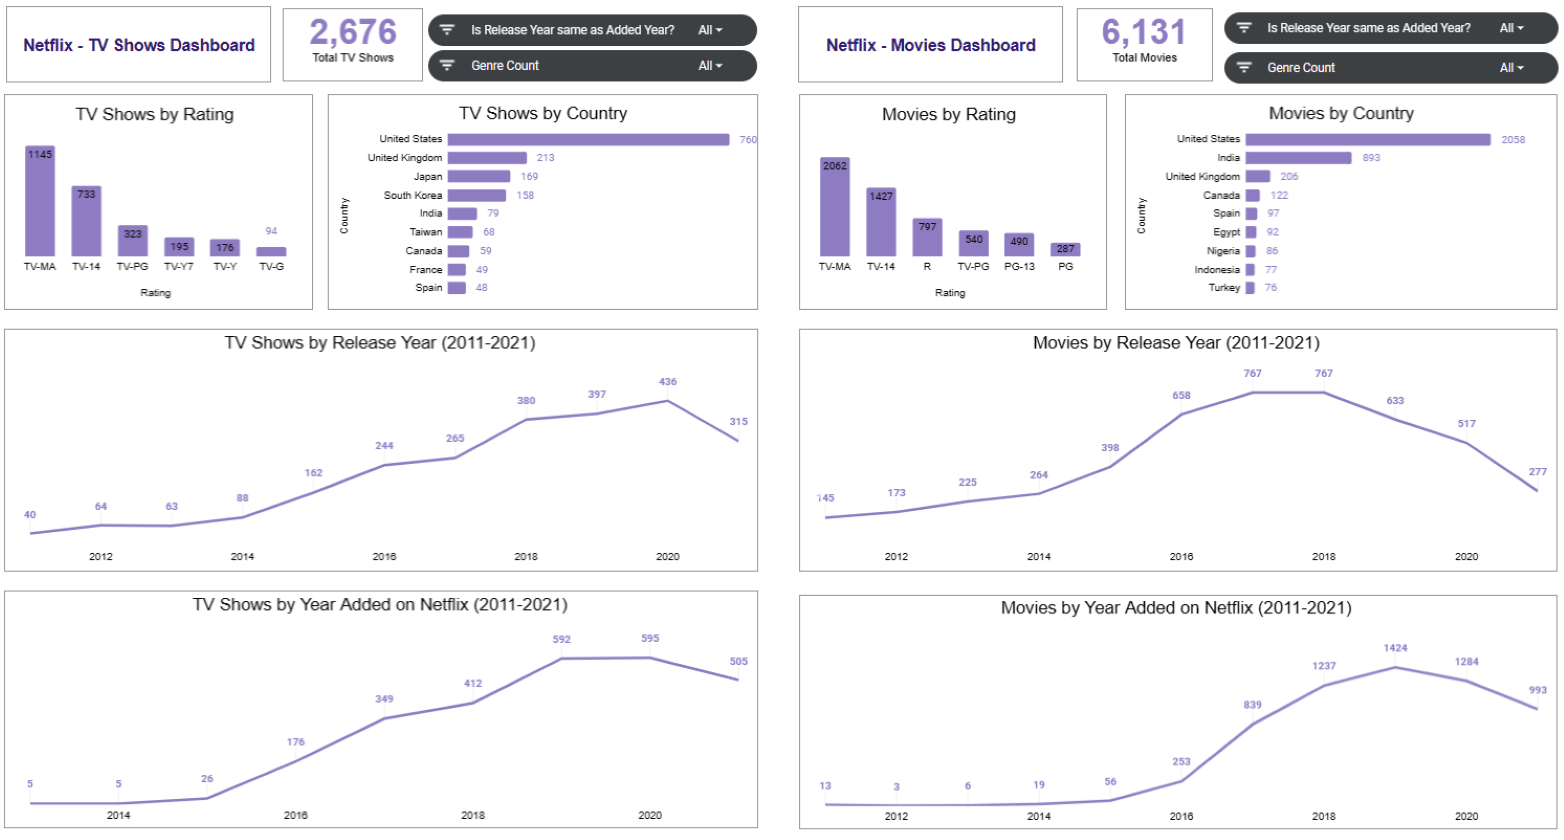 Netflix - TV Shows Dashboard
2,676
Total TV Shows
Is Release Year same as Added Year? All
Genre Count All
TV Shows by Rating
1145
733
323
195
176
94
TV-MA TV-14 TV-PG TV-Y7 TV-Y TV-G
Rating
TV Shows by Country
Country
United States 760
United Kingdom 213
Japan 169
South Korea 158
India 79
Taiwan 68
Canada 59
France 49
Spain 48
TV Shows by Release Year (2011-2021)
40 64 63 88 162 244 265 380 397 436 315
2012 2014 2016 2018 2020
TV Shows by Year Added on Netflix (2011-2021)
5 5 26 176 349 412 592 595 505
2014 2016 2018 2020
Netflix - Movies Dashboard
6,131
Total Movies
Is Release Year same as Added Year? All
Genre Count All
Movies by Rating
2062
1427
797
540
490
287
TV-MA TV-14 R TV-PG PG-13 PG
Rating
Movies by Country
Country
United States 2058
India 893
United Kingdom 206
Canada 122
Spain 97
Egypt 92
Nigeria 86
Indonesia 77
Turkey 76
Movies by Release Year (2011-2021)
145 173 225 264 398 658 767 767 633 517 277
2012 2014 2016 2018 2020
Movies by Year Added on Netflix (2011-2021)
13 3 6 19 56 253 839 1237 1424 1284 993
2012 2014 2016 2018 2020